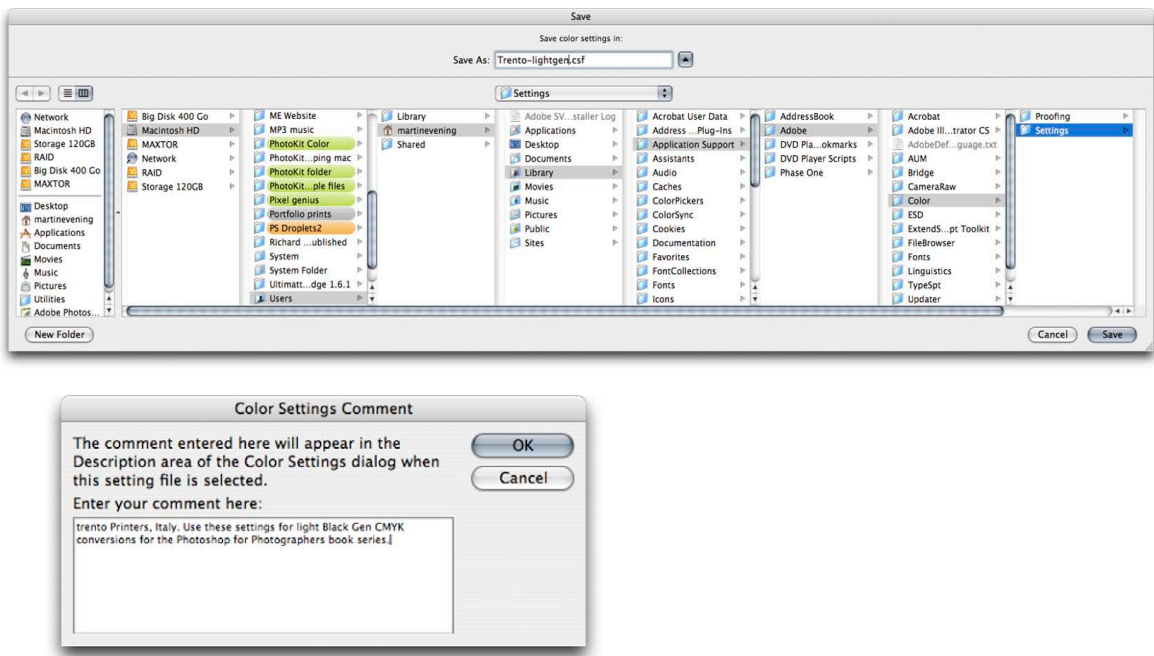 Save
Save color settings in:
Save As: Trento-lightgen.csf
Settings
Network
Macintosh HD
Storage 120GB
RAID
Big Disk 400 Go
MAXTOR
Desktop
martinevening
Applications
Documents
Movies
Music
Pictures
Utilities
Adobe Photos...
Big Disk 400 Go
Macintosh HD
MAXTOR
Network
RAID
Storage 120GB
ME Website
MP3 music
PhotoKit Color
PhotoKit...ping mac
PhotoKit folder
PhotoKit...ple files
Pixel genius
Portfolio prints
PS Droplets2
Richard ...ublished
System
System Folder
Ultimatt...dge 1.6.1
Users
Library
martinevening
Shared
Adobe SV...staller Log
Applications
Desktop
Documents
Library
Movies
Music
Pictures
Public
Sites
Acrobat User Data
Address ...Plug-Ins
Application Support
Assistants
Audio
Caches
ColorPickers
ColorSync
Cookies
Documentation
Favorites
FontCollections
Fonts
Icons
AddressBook
Adobe
DVD Pla...okmarks
DVD Player Scripts
Phase One
Acrobat
Adobe Ill...trator CS
AdobeDef...guage.txt
AUM
Bridge
CameraRaw
Color
ESD
ExtendS...pt Toolkit
FileBrowser
Fonts
Linguistics
TypeSpt
Updater
Proofing
Settings
New Folder
Cancel
Save
Color Settings Comment
The comment entered here will appear in the
Description area of the Color Settings dialog when
this setting file is selected.
Enter your comment here:
trento Printers, Italy. Use these settings for light Black Gen CMYK
conversions for the Photoshop for Photographers book series.
OK
Cancel